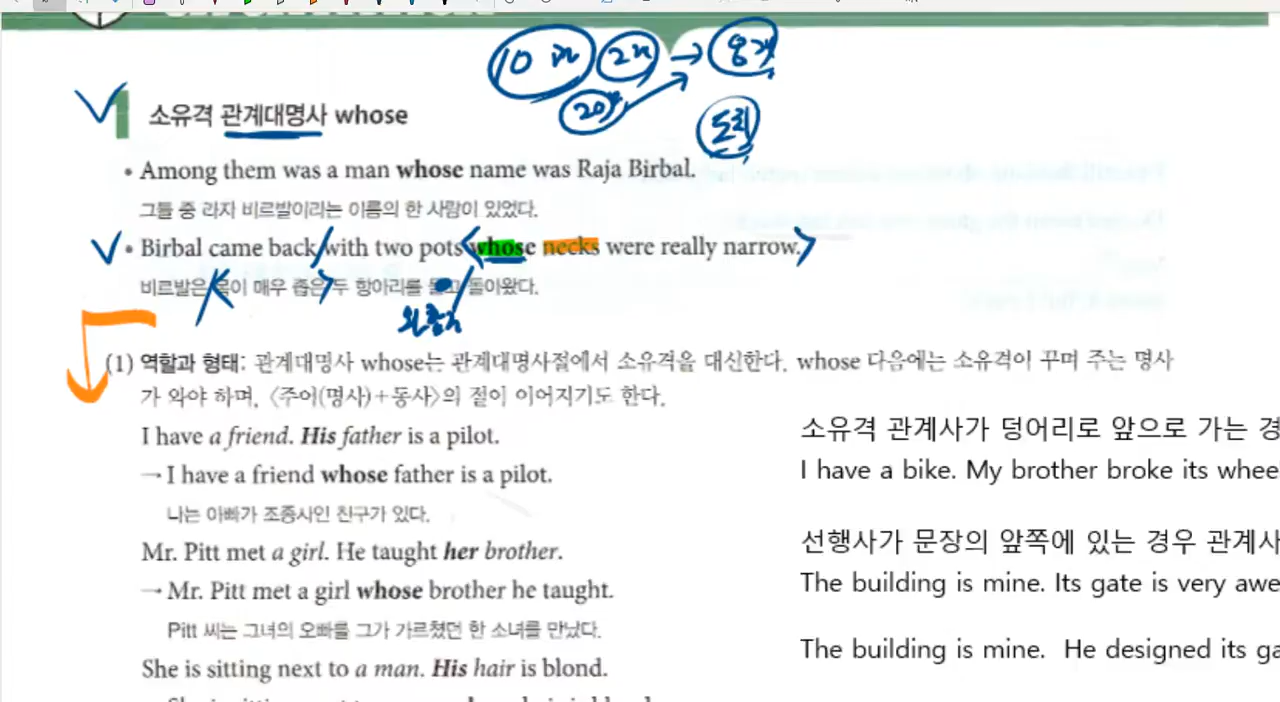 10개 2개 → 8개
20개
도치
1 소유격 관계대명사 whose
• Among them was a man whose name was Raja Birbal.
그들 중 라자 비르발이라는 이름의 한 사람이 있었다.
• Birbal came back with two pots whose necks were really narrow.
비르발은 목이 매우 좁은 두 항아리를 들고 돌아왔다.
(1) 역할과 형태: 관계대명사 whose는 관계대명사절에서 소유격을 대신한다. whose 다음에는 소유격이 꾸며 주는 명사
가 와야 하며, 〈주어(명사)+동사〉의 절이 이어지기도 한다.
I have a friend. His father is a pilot.
→ I have a friend whose father is a pilot.
나는 아빠가 조종사인 친구가 있다.
Mr. Pitt met a girl. He taught her brother.
→ Mr. Pitt met a girl whose brother he taught.
Pitt 씨는 그녀의 오빠를 그가 가르쳤던 한 소녀를 만났다.
She is sitting next to a man. His hair is blond.
소유격 관계사가 덩어리로 앞으로 가는 경
I have a bike. My brother broke its whee
선행사가 문장의 앞쪽에 있는 경우 관계사
The building is mine. Its gate is very awe
The building is mine. He designed its ga